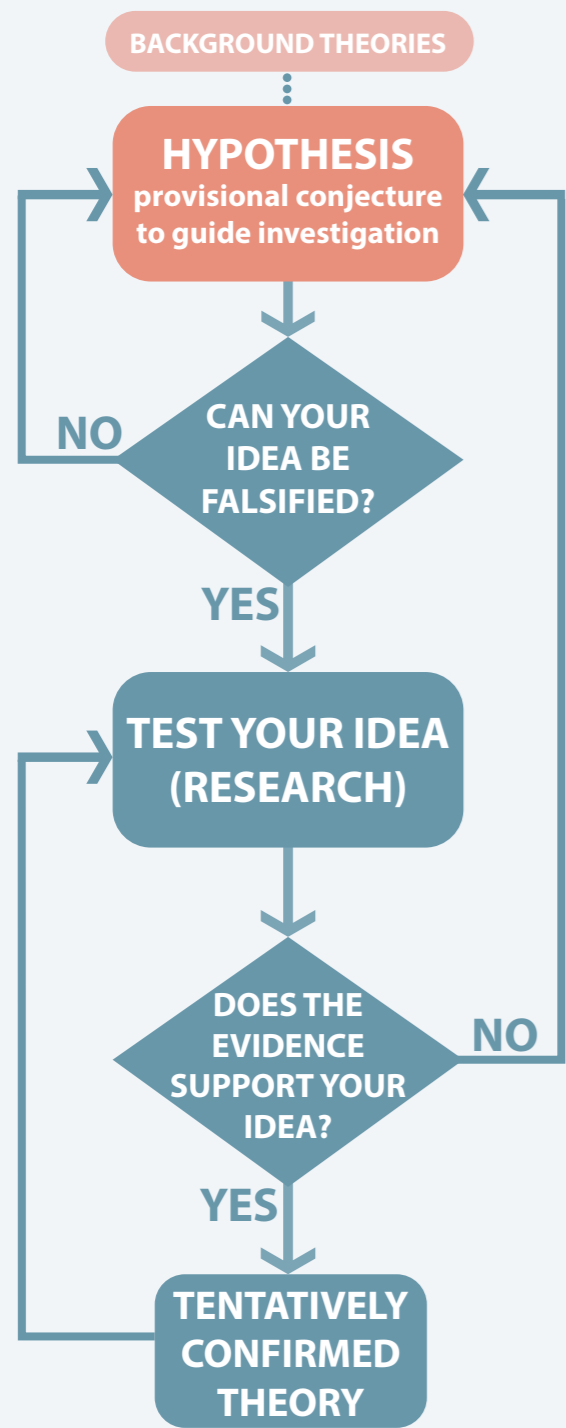 BACKGROUND THEORIES
HYPOTHESIS
provisional conjecture
to guide investigation
CAN YOUR
IDEA BE
FALSIFIED?
NO
YES
TEST YOUR IDEA
(RESEARCH)
DOES THE
EVIDENCE
SUPPORT YOUR
IDEA?
NO
YES
TENTATIVELY
CONFIRMED
THEORY